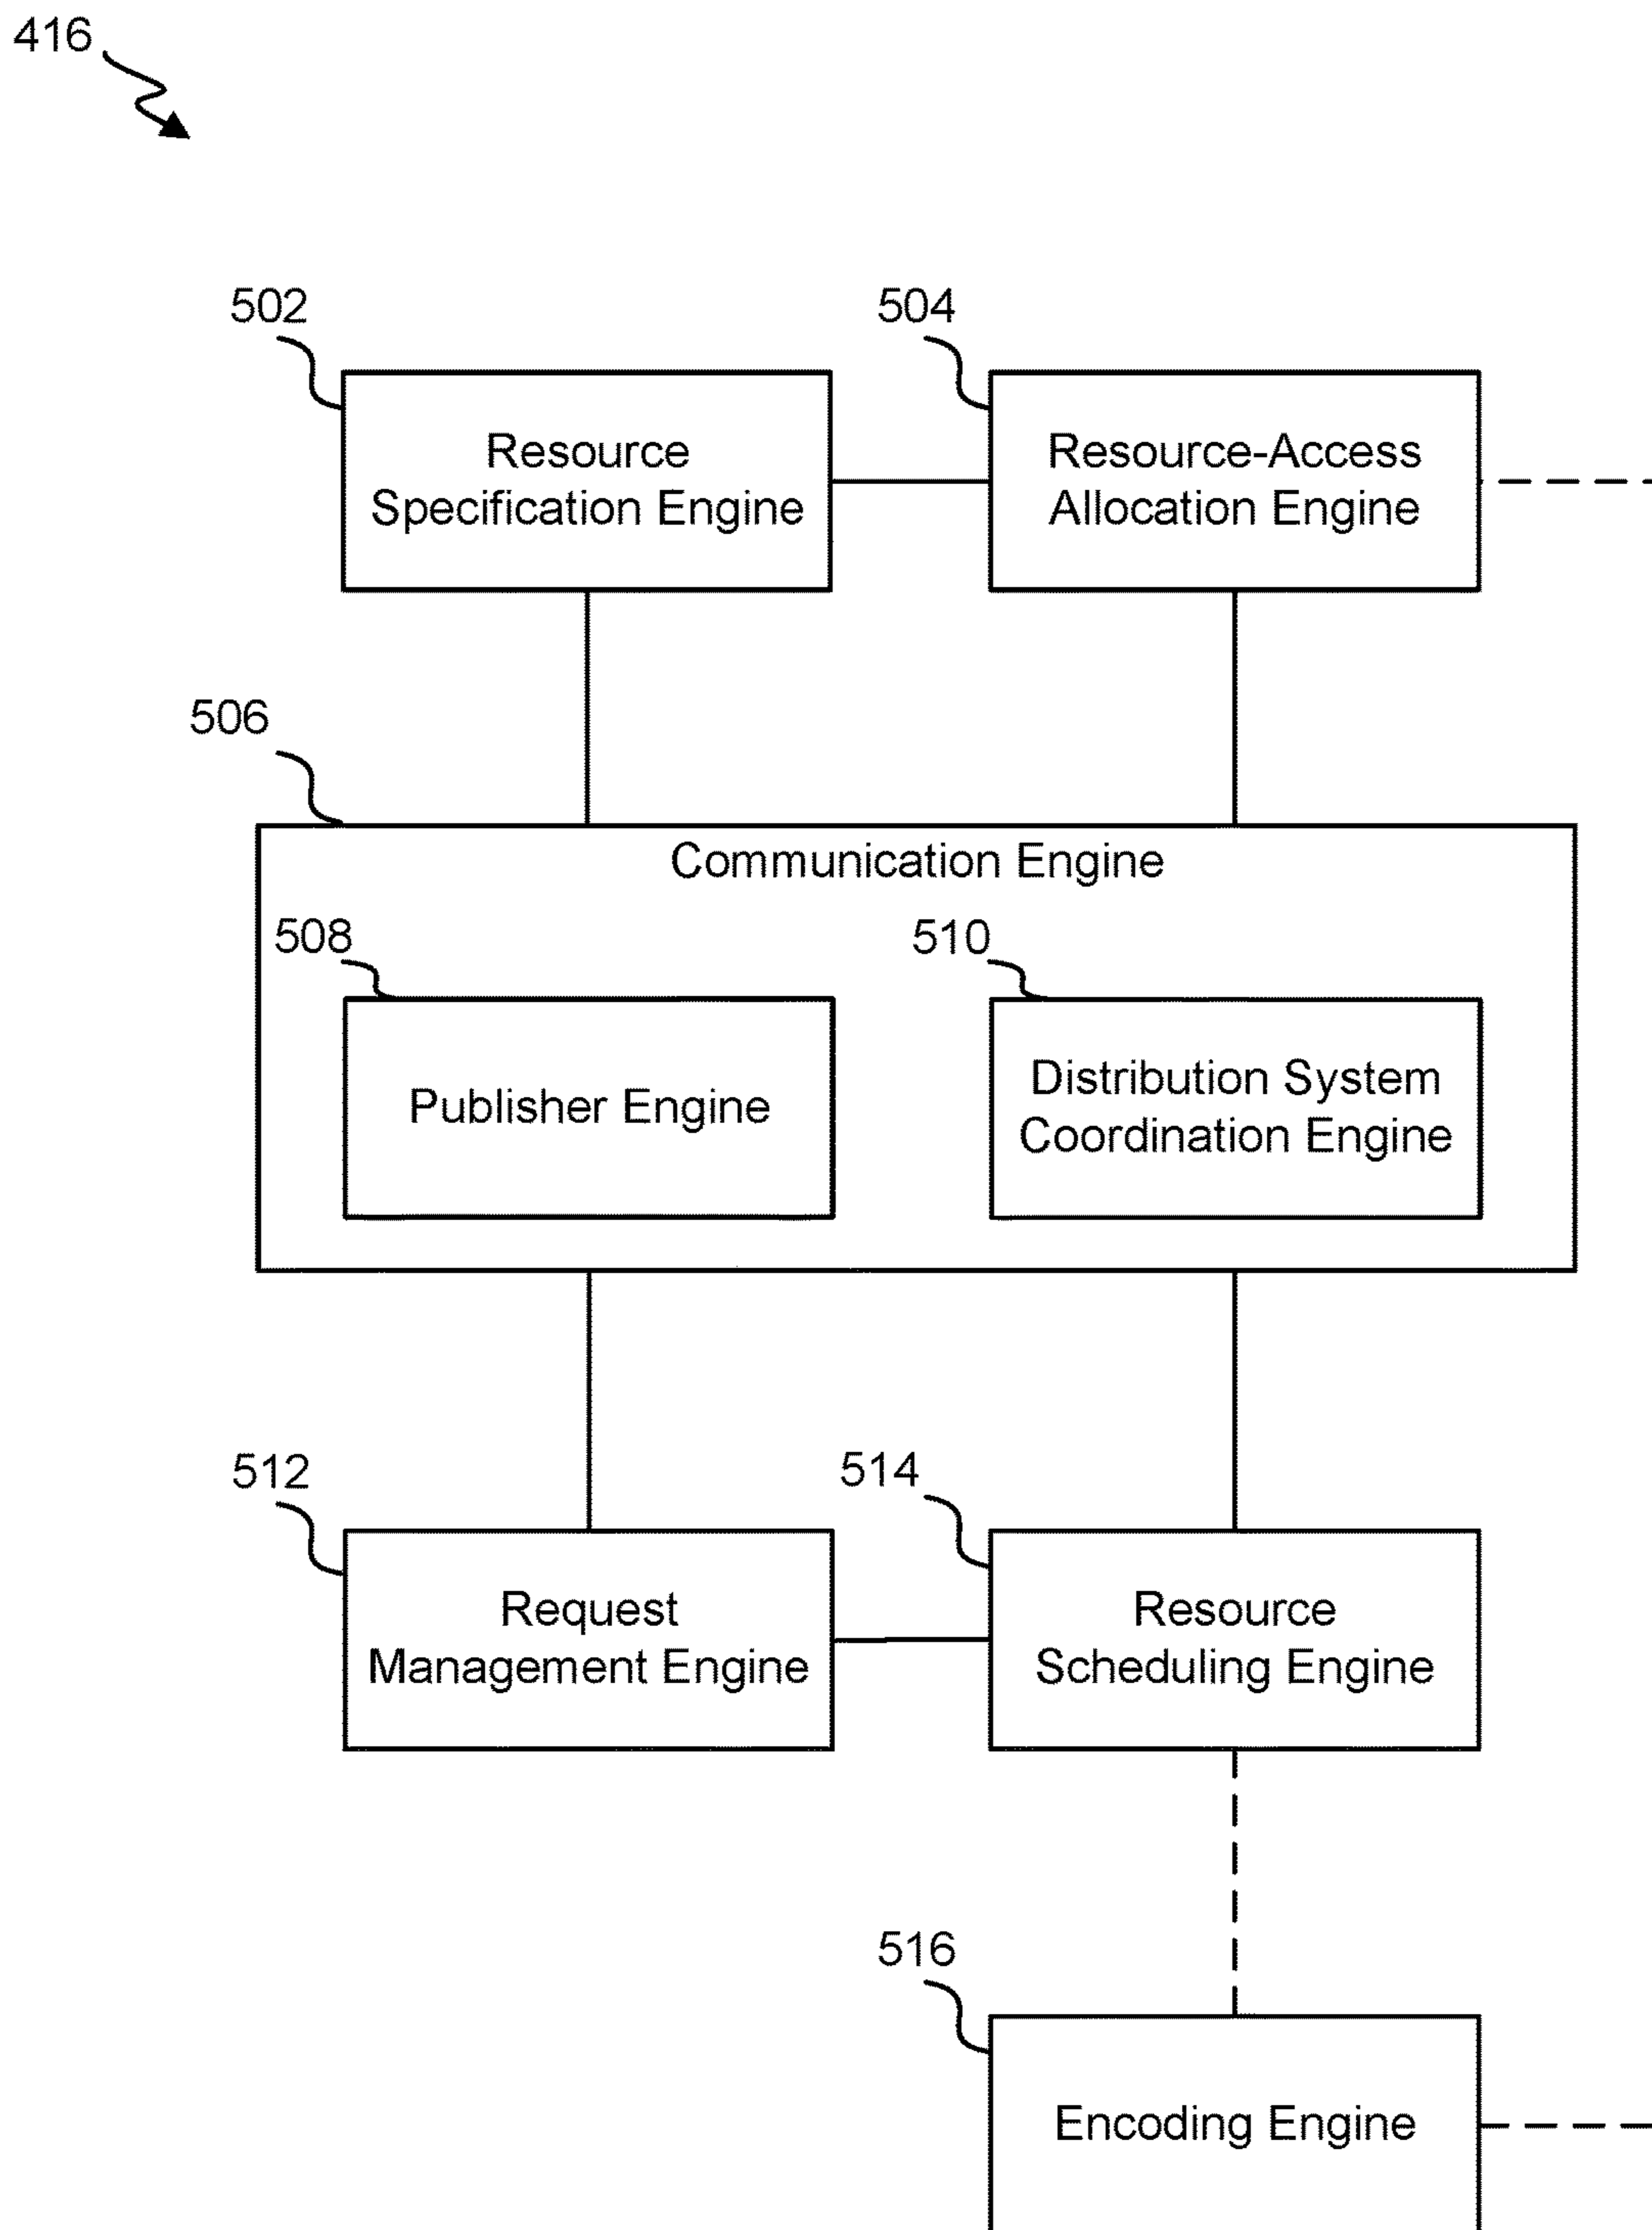 416
502
504
Resource
Specification Engine
Resource-Access
Allocation Engine
506
Communication Engine
508
510
Publisher Engine
Distribution System
Coordination Engine
512
514
Request
Management Engine
Resource
Scheduling Engine
516
Encoding Engine